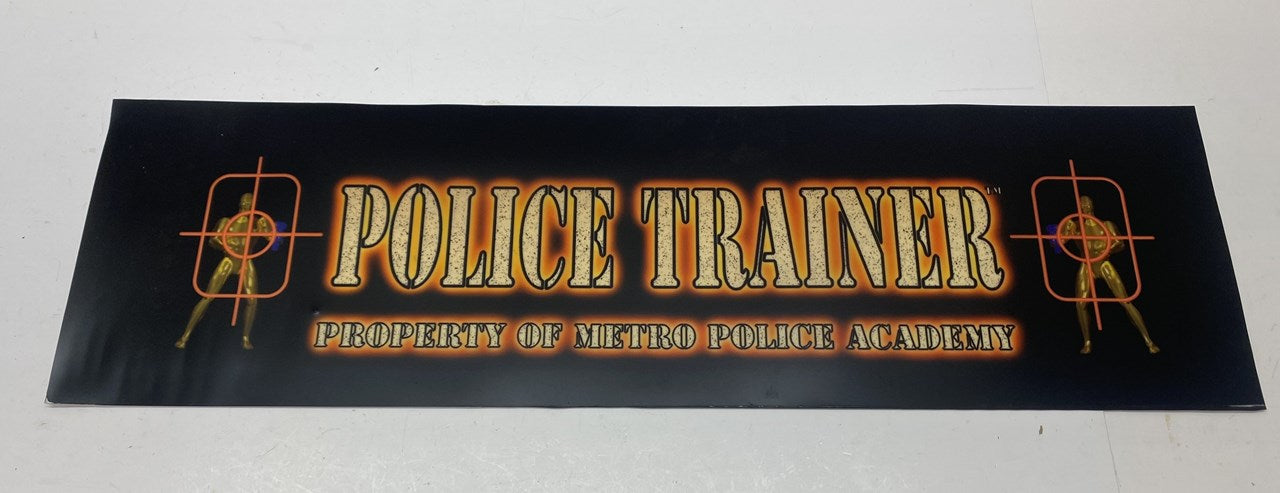 POLICE TRAINER™
PROPERTY OF METRO POLICE ACADEMY